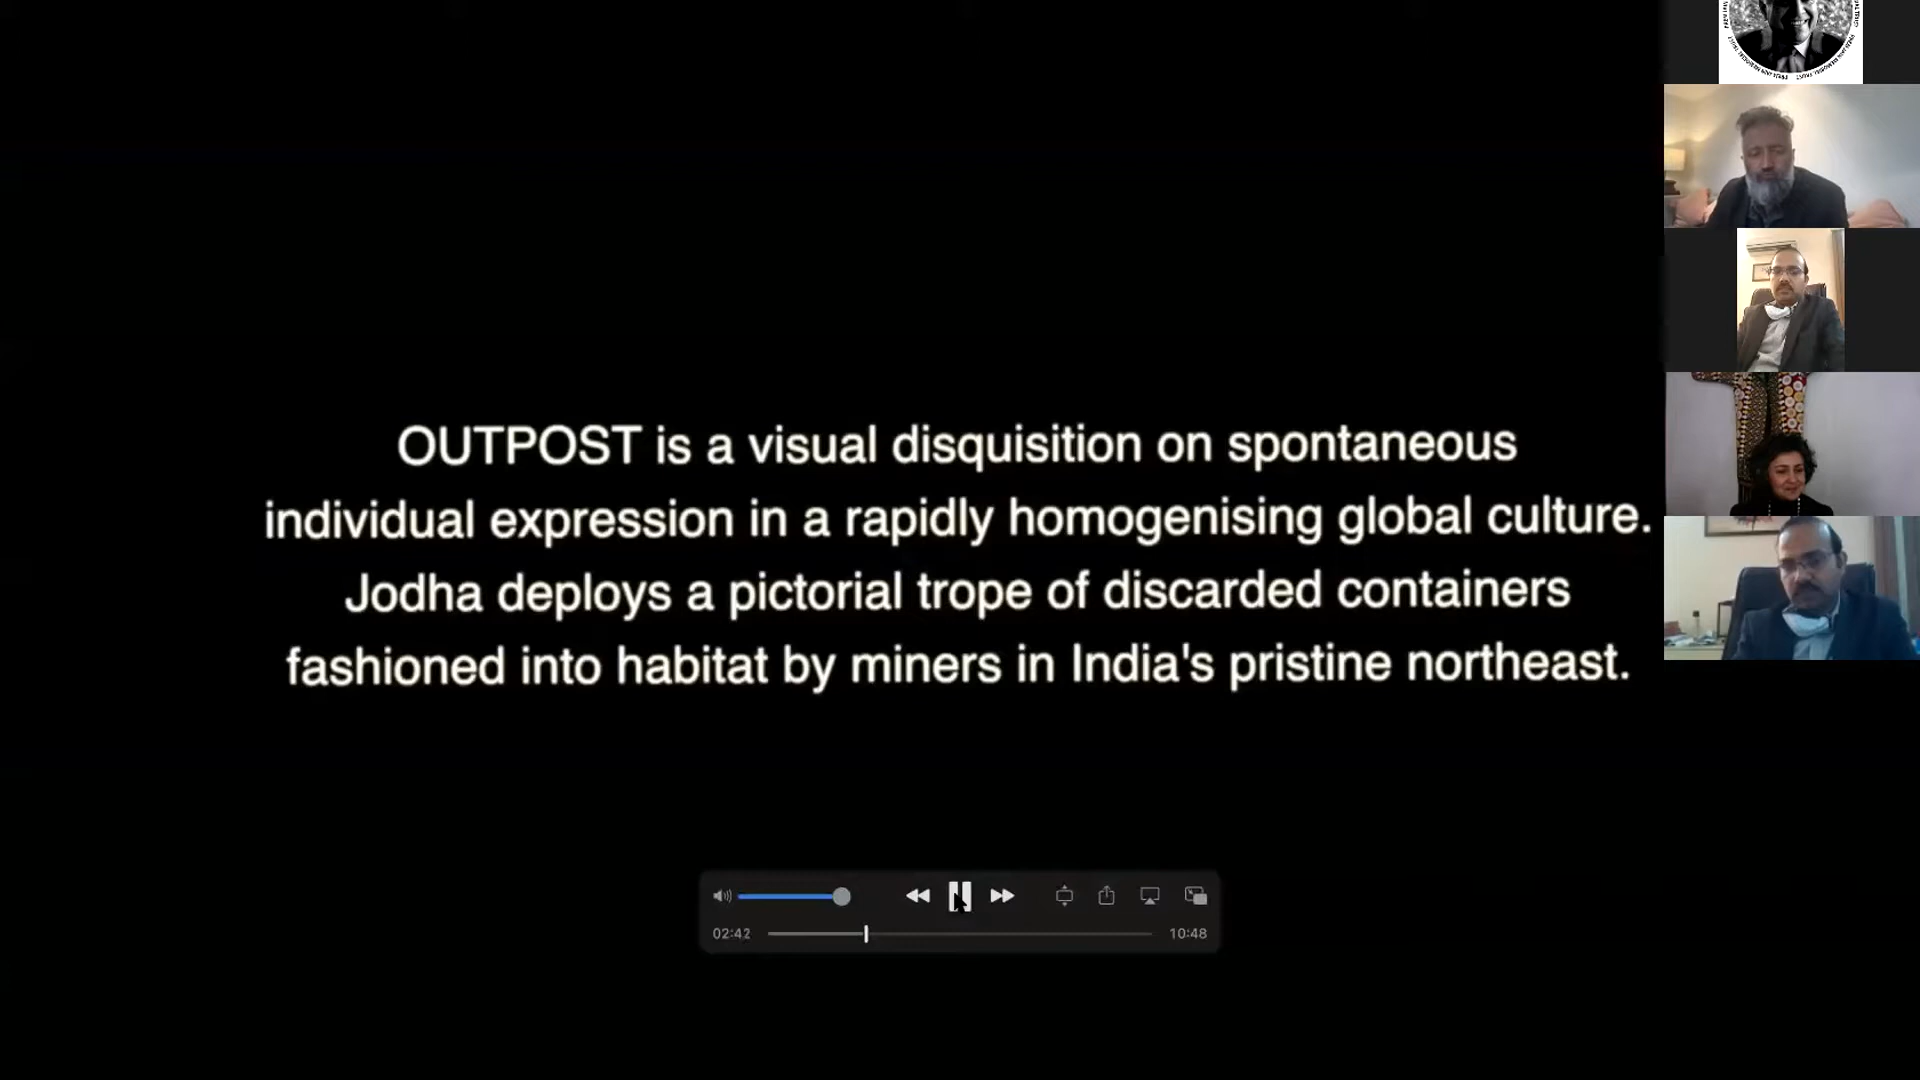 OUTPOST is a visual disquisition on spontaneous
individual expression in a rapidly homogenising global culture.
Jodha deploys a pictorial trope of discarded containers
fashioned into habitat by miners in India's pristine northeast.
02:42
10:48